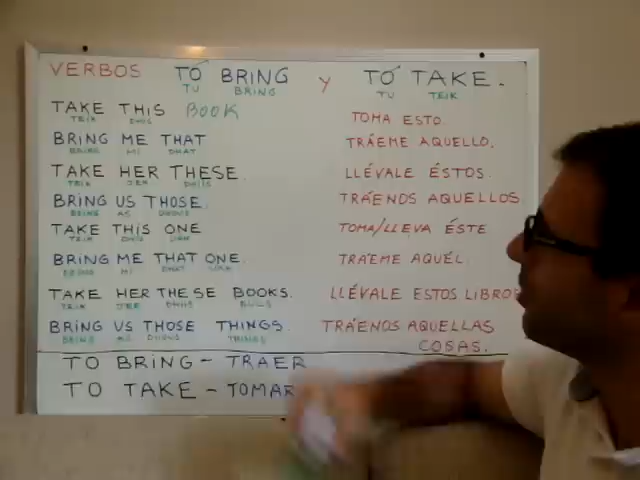 VERBOS TO BRING Y TO TAKE.
TU BRING TU TEIK
TAKE THIS BOOK TOMA ESTO.
TEIK DHIS
BRING ME THAT TRÁEME AQUELLO.
BRING MI DHAT
TAKE HER THESE. LLÉVALE ÉSTOS.
TEIK JER DHIIS
BRING US THOSE. TRÁENOS AQUELLOS
BRING AS DHOUS
TAKE THIS ONE TOMA/LLEVA ÉSTE
TEIK DHIS UAN
BRING ME THAT ONE. TRÁEME AQUÉL.
BRING MI DHAT UAN
TAKE HER THESE BOOKS. LLÉVALE ESTOS LIBROS
TEIK JER DHIIS BUKS
BRING US THOSE THINGS. TRÁENOS AQUELLAS
BRING AS DHOUS THINGS COSAS.
TO BRING - TRAER
TO TAKE - TOMAR